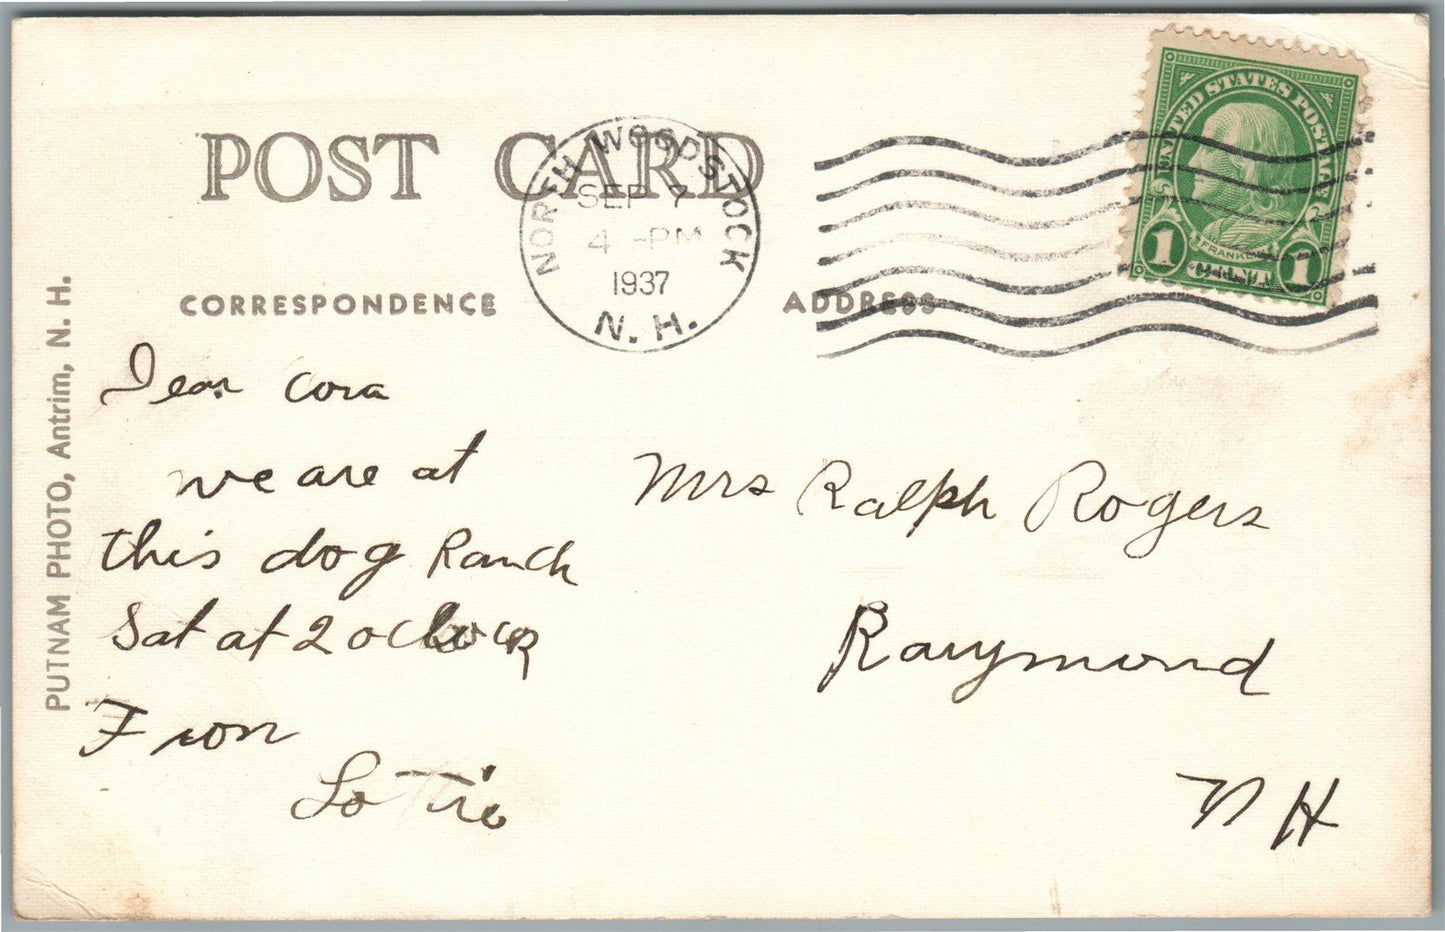 POST CARD
NORTH WOODSTOCK
SEP 7
4 -PM
1937
N. H.
UNITED STATES POSTAGE
FRANKLIN
1 1
CORRESPONDENCE
ADDRESS
PUTNAM PHOTO, Antrim, N. H.
Dear Cora
we are at
this dog Ranch
Sat at 2 oclock
From
Lottie
Mrs Ralph Rogers
Raymond
N H